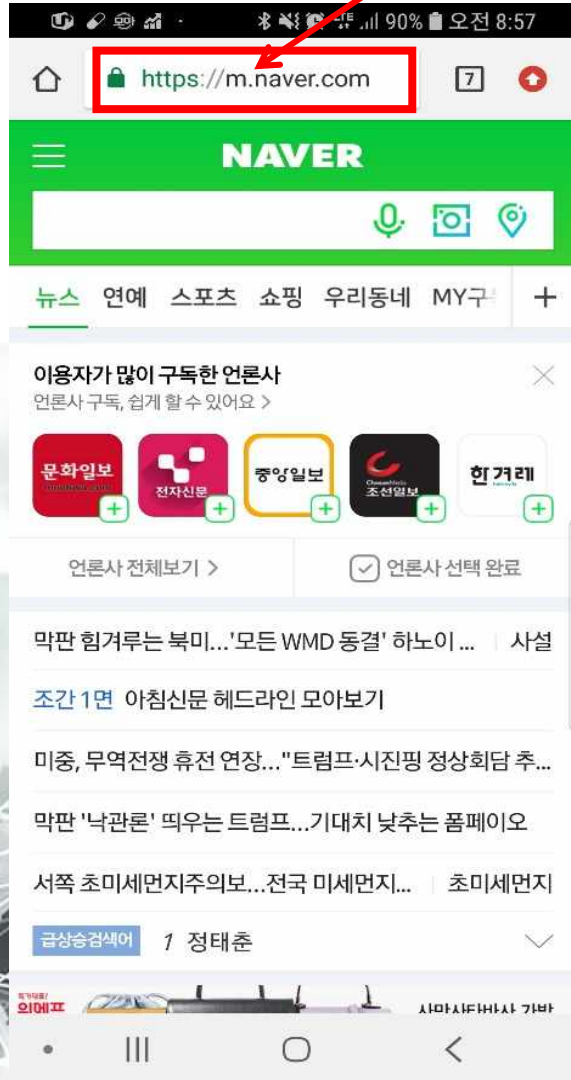 90% 오전 8:57
https://m.naver.com 7
NAVER
뉴스 연예 스포츠 쇼핑 우리동네 MY구
이용자가 많이 구독한 언론사
언론사 구독, 쉽게 할 수 있어요 >
문화일보 전자신문 중앙일보 조선일보 한겨레
언론사 전체보기 > 언론사 선택 완료
막판 힘겨루는 북미...'모든 WMD 동결' 하노이 ... 사설
조간 1면 아침신문 헤드라인 모아보기
미중, 무역전쟁 휴전 연장..."트럼프·시진핑 정상회담 추...
막판 '낙관론' 띄우는 트럼프...기대치 낮추는 폼페이오
서쪽 초미세먼지주의보...전국 미세먼지... 초미세먼지
급상승검색어 1 정태춘